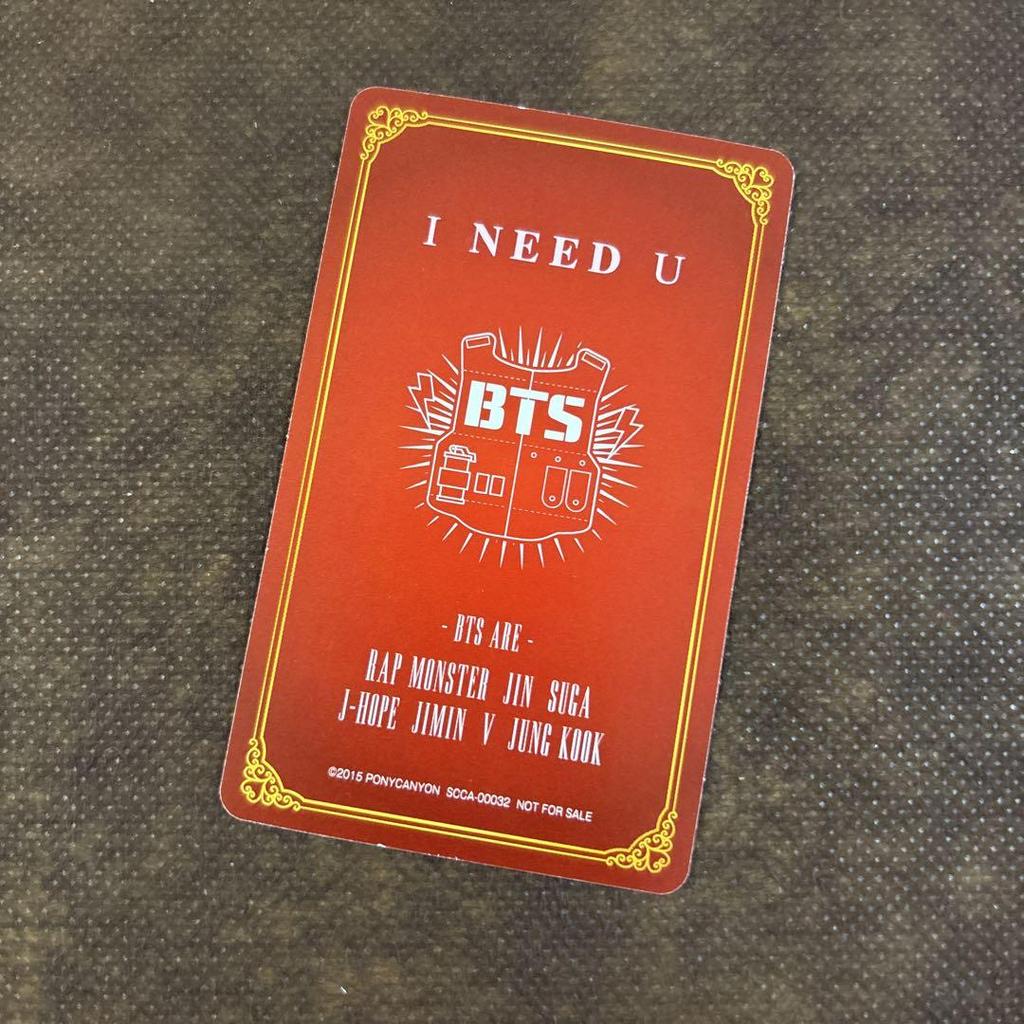 I NEED U
BTS
- BTS ARE -
RAP MONSTER JIN SUGA
J-HOPE JIMIN V JUNG KOOK
©2015 PONYCANYON SCCA-00032 NOT FOR SALE